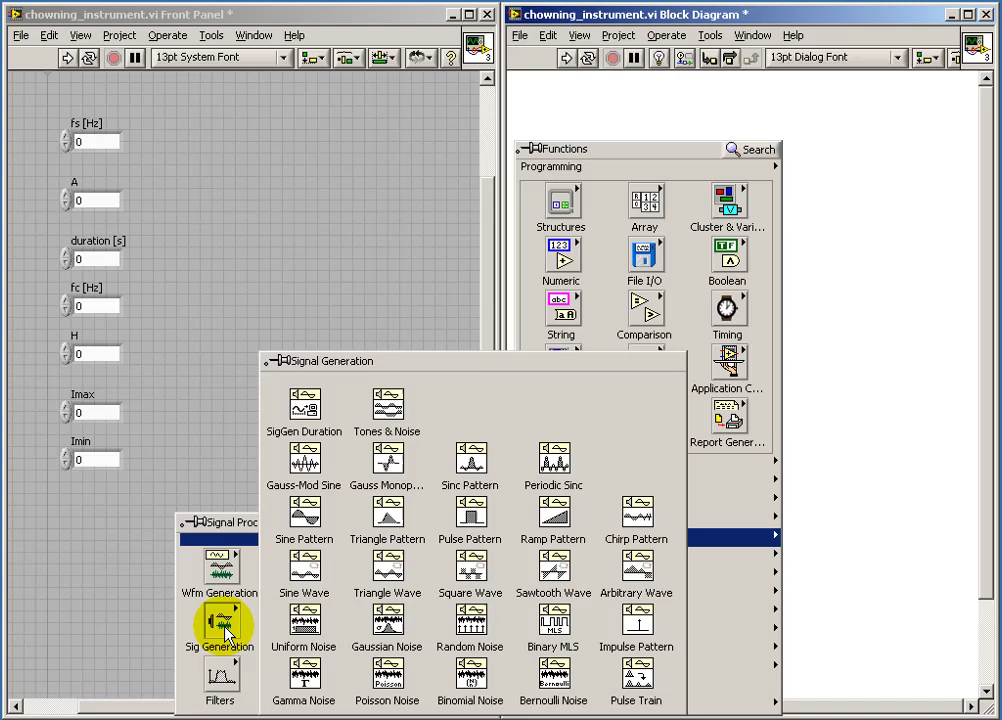 chowning_instrument.vi Front Panel *
File Edit View Project Operate Tools Window Help
13pt System Font
3
fs [Hz]
0
A
0
duration [s]
0
fc [Hz]
0
H
0
Imax
0
Imin
0
chowning_instrument.vi Block Diagram *
File Edit View Project Operate Tools Window Help
13pt Dialog Font
3
Functions
Search
Programming
Structures Array Cluster & Vari...
Numeric File I/O Boolean
String Comparison Timing
Application C...
Report Gener...
Signal Proc
Wfm Generation
Sig Generation
Filters
Signal Generation
SigGen Duration Tones & Noise
Gauss-Mod Sine Gauss Monop... Sinc Pattern Periodic Sinc
Sine Pattern Triangle Pattern Pulse Pattern Ramp Pattern Chirp Pattern
Sine Wave Triangle Wave Square Wave Sawtooth Wave Arbitrary Wave
Uniform Noise Gaussian Noise Random Noise Binary MLS Impulse Pattern
Gamma Noise Poisson Noise Binomial Noise Bernoulli Noise Pulse Train